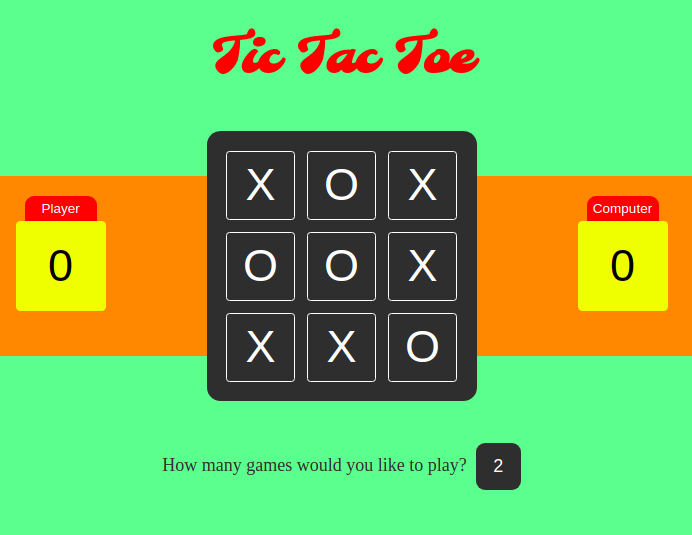 Tic Tac Toe
Player
Computer
0
0
X O X
O O X
X X O
How many games would you like to play? 2